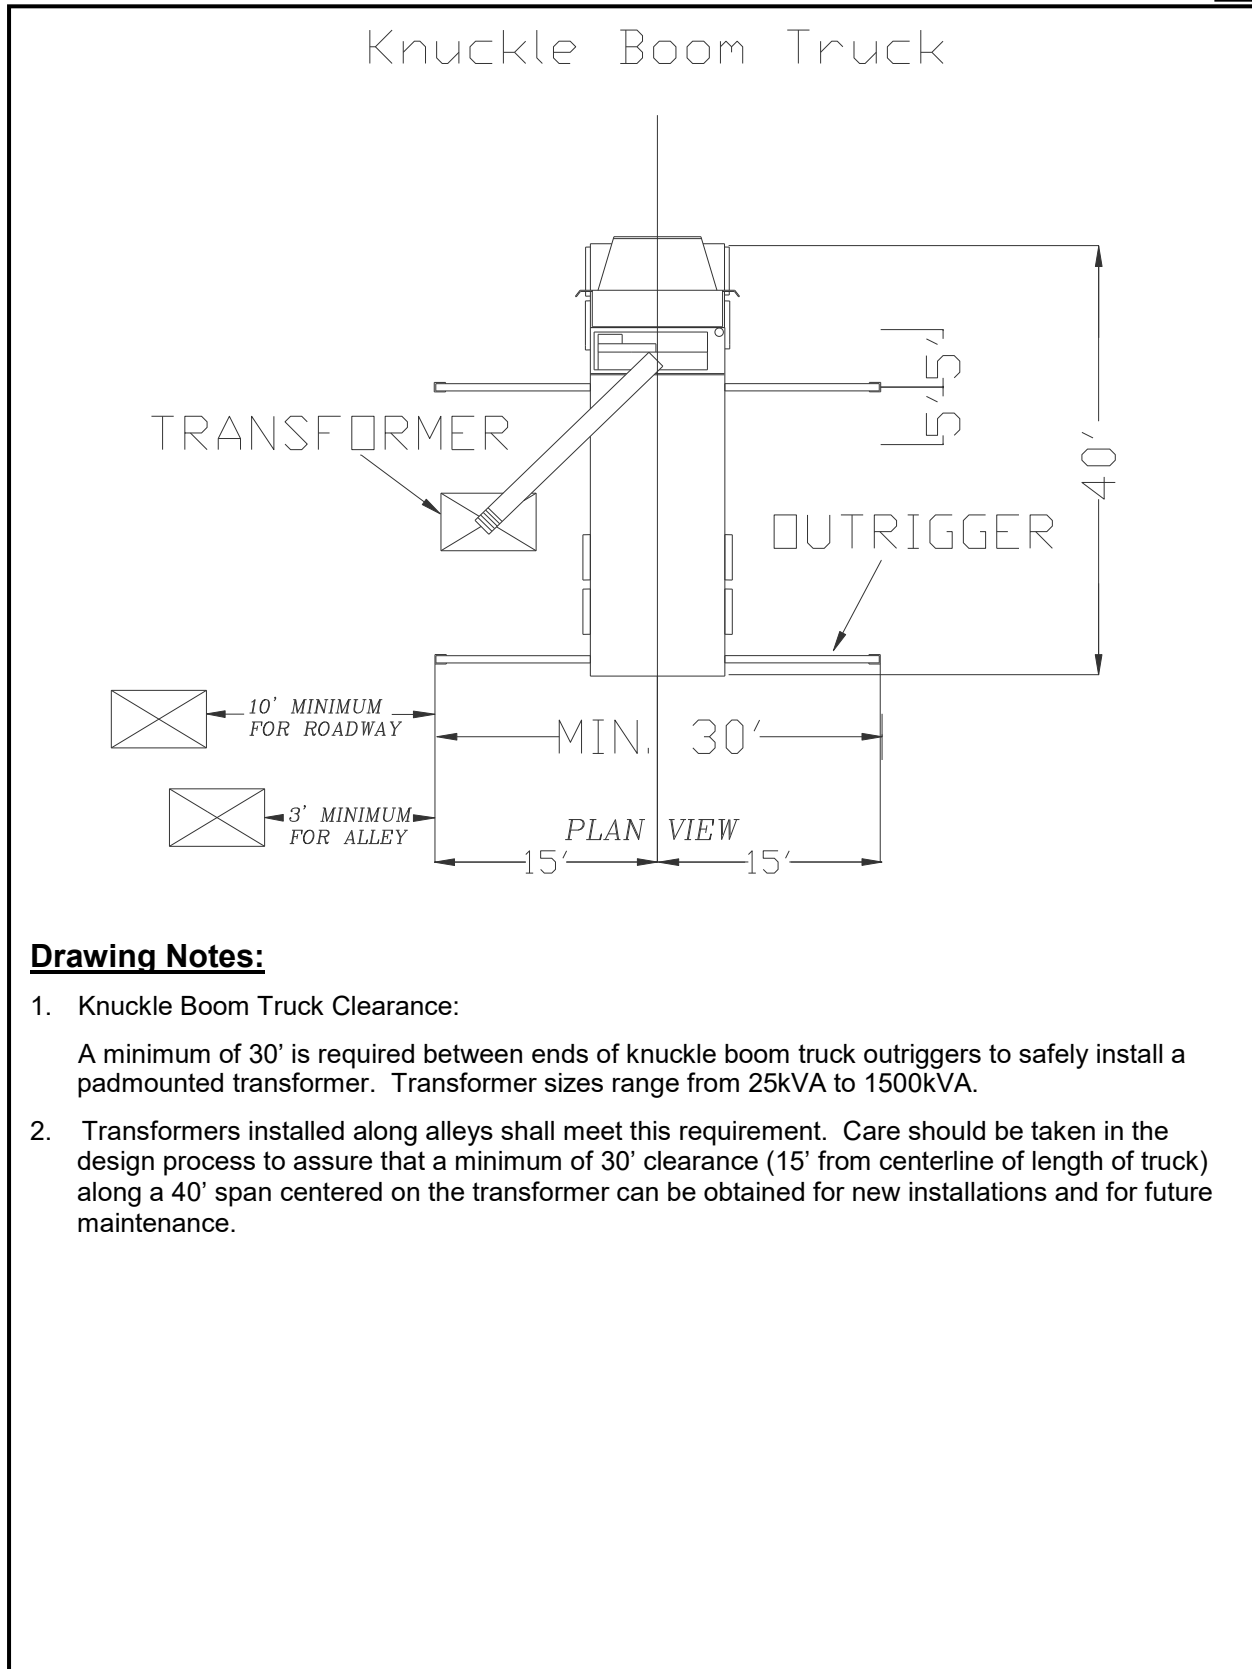 Knuckle Boom Truck
5'
5'
40'
TRANSFORMER
OUTRIGGER
10' MINIMUM
FOR ROADWAY
MIN. 30'
3' MINIMUM
FOR ALLEY
PLAN VIEW
15'
15'
Drawing Notes:
1. Knuckle Boom Truck Clearance:
A minimum of 30’ is required between ends of knuckle boom truck outriggers to safely install a
padmounted transformer. Transformer sizes range from 25kVA to 1500kVA.
2. Transformers installed along alleys shall meet this requirement. Care should be taken in the
design process to assure that a minimum of 30’ clearance (15’ from centerline of length of truck)
along a 40’ span centered on the transformer can be obtained for new installations and for future
maintenance.